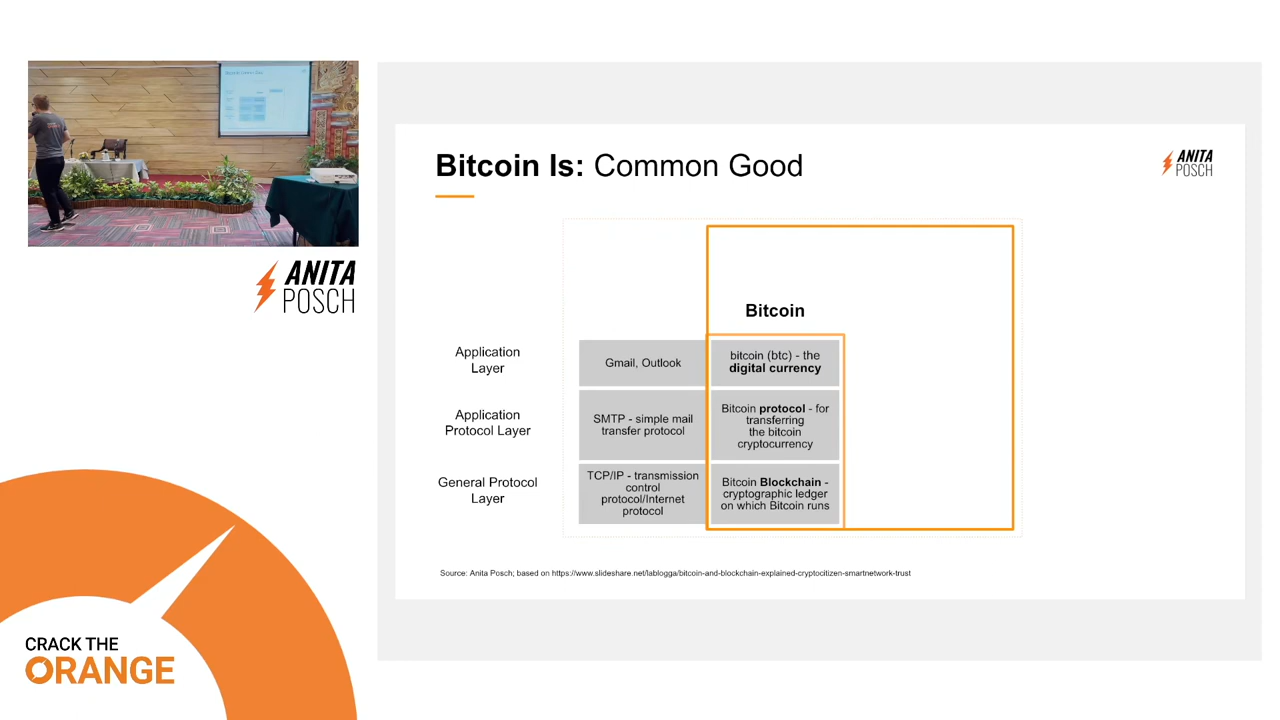 ANITA
POSCH
CRACK THE
ORANGE
Bitcoin Is: Common Good
ANITA
POSCH
Bitcoin
Application
Layer
Gmail, Outlook
bitcoin (btc) - the
digital currency
Application
Protocol Layer
SMTP - simple mail
transfer protocol
Bitcoin protocol - for
transferring
the bitcoin
cryptocurrency
General Protocol
Layer
TCP/IP - transmission
control
protocol/Internet
protocol
Bitcoin Blockchain -
cryptographic ledger
on which Bitcoin runs
Source: Anita Posch; based on https://www.slideshare.net/lablogga/bitcoin-and-blockchain-explained-cryptocitizen-smartnetwork-trust